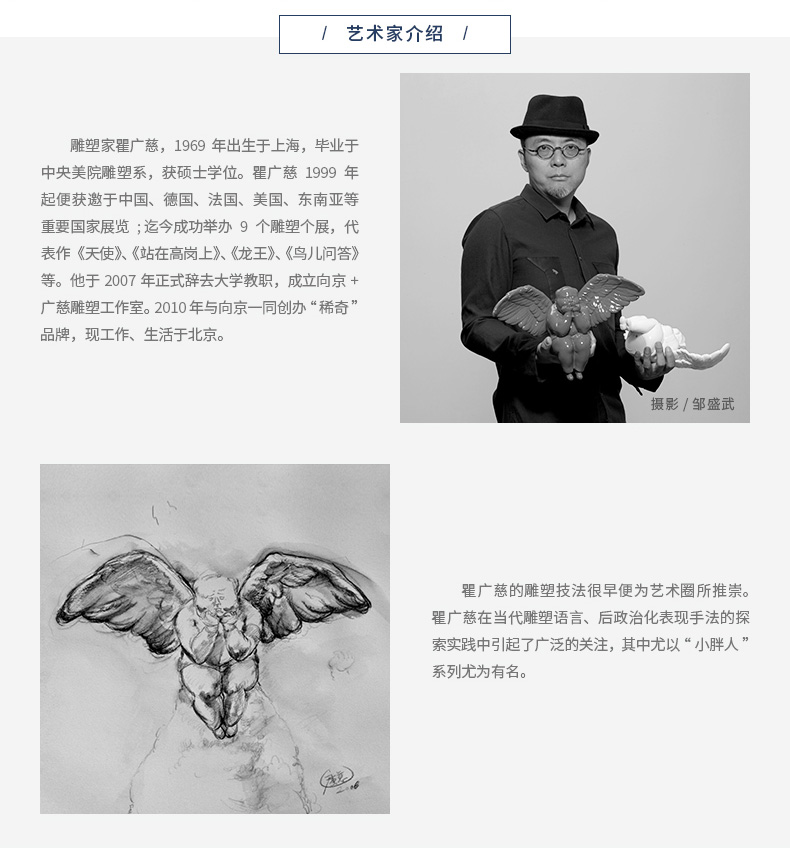 / 艺术家介绍 /
雕塑家瞿广慈，1969 年出生于上海，毕业于
中央美院雕塑系，获硕士学位。瞿广慈 1999 年
起便获邀于中国、德国、法国、美国、东南亚等
重要国家展览 ；迄今成功举办 9 个雕塑个展，代
表作《天使》、《站在高岗上》、《龙王》、《鸟儿问答》
等。他于 2007 年正式辞去大学教职，成立向京 +
广慈雕塑工作室。2010 年与向京一同创办 “ 稀奇 ”
品牌，现工作、生活于北京。
摄影 / 邹盛武
瞿广慈的雕塑技法很早便为艺术圈所推崇。
瞿广慈在当代雕塑语言、后政治化表现手法的探
索实践中引起了广泛的关注，其中尤以 “ 小胖人 ”
系列尤为有名。